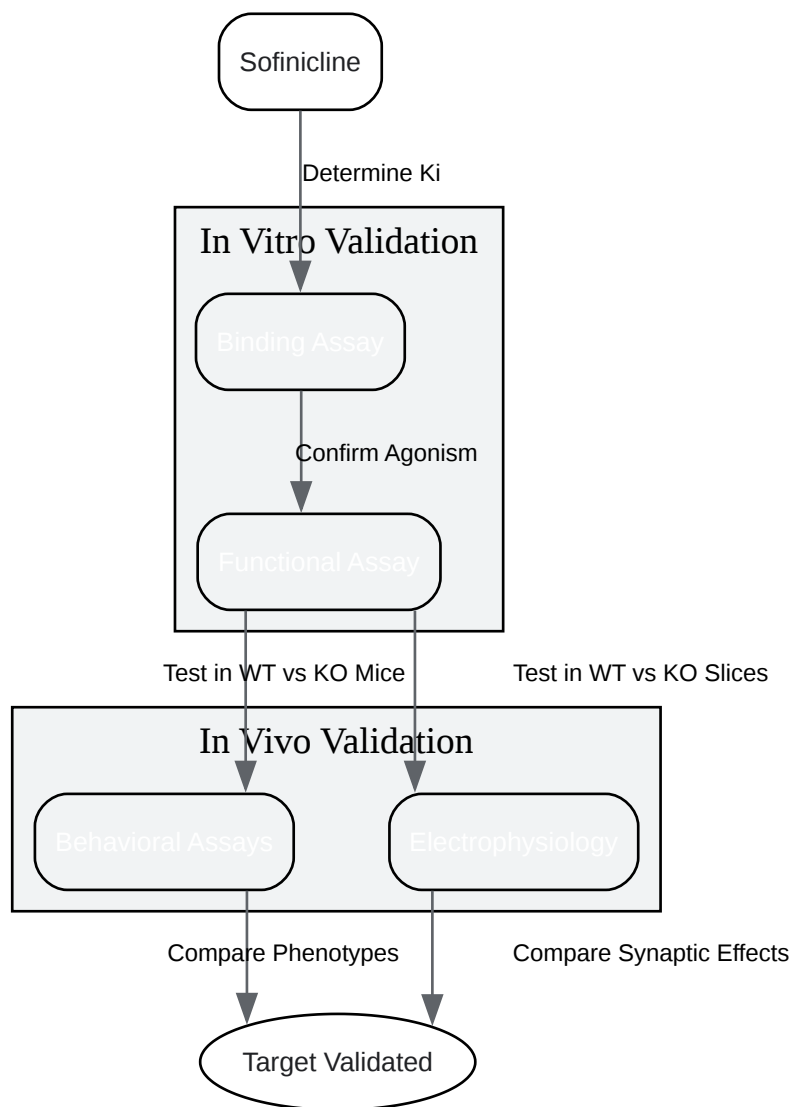 Sofinicline
Determine Ki
In Vitro Validation
Binding Assay
Confirm Agonism
Functional Assay
Test in WT vs KO Mice
Test in WT vs KO Slices
In Vivo Validation
Behavioral Assays
Electrophysiology
Compare Phenotypes
Compare Synaptic Effects
Target Validated